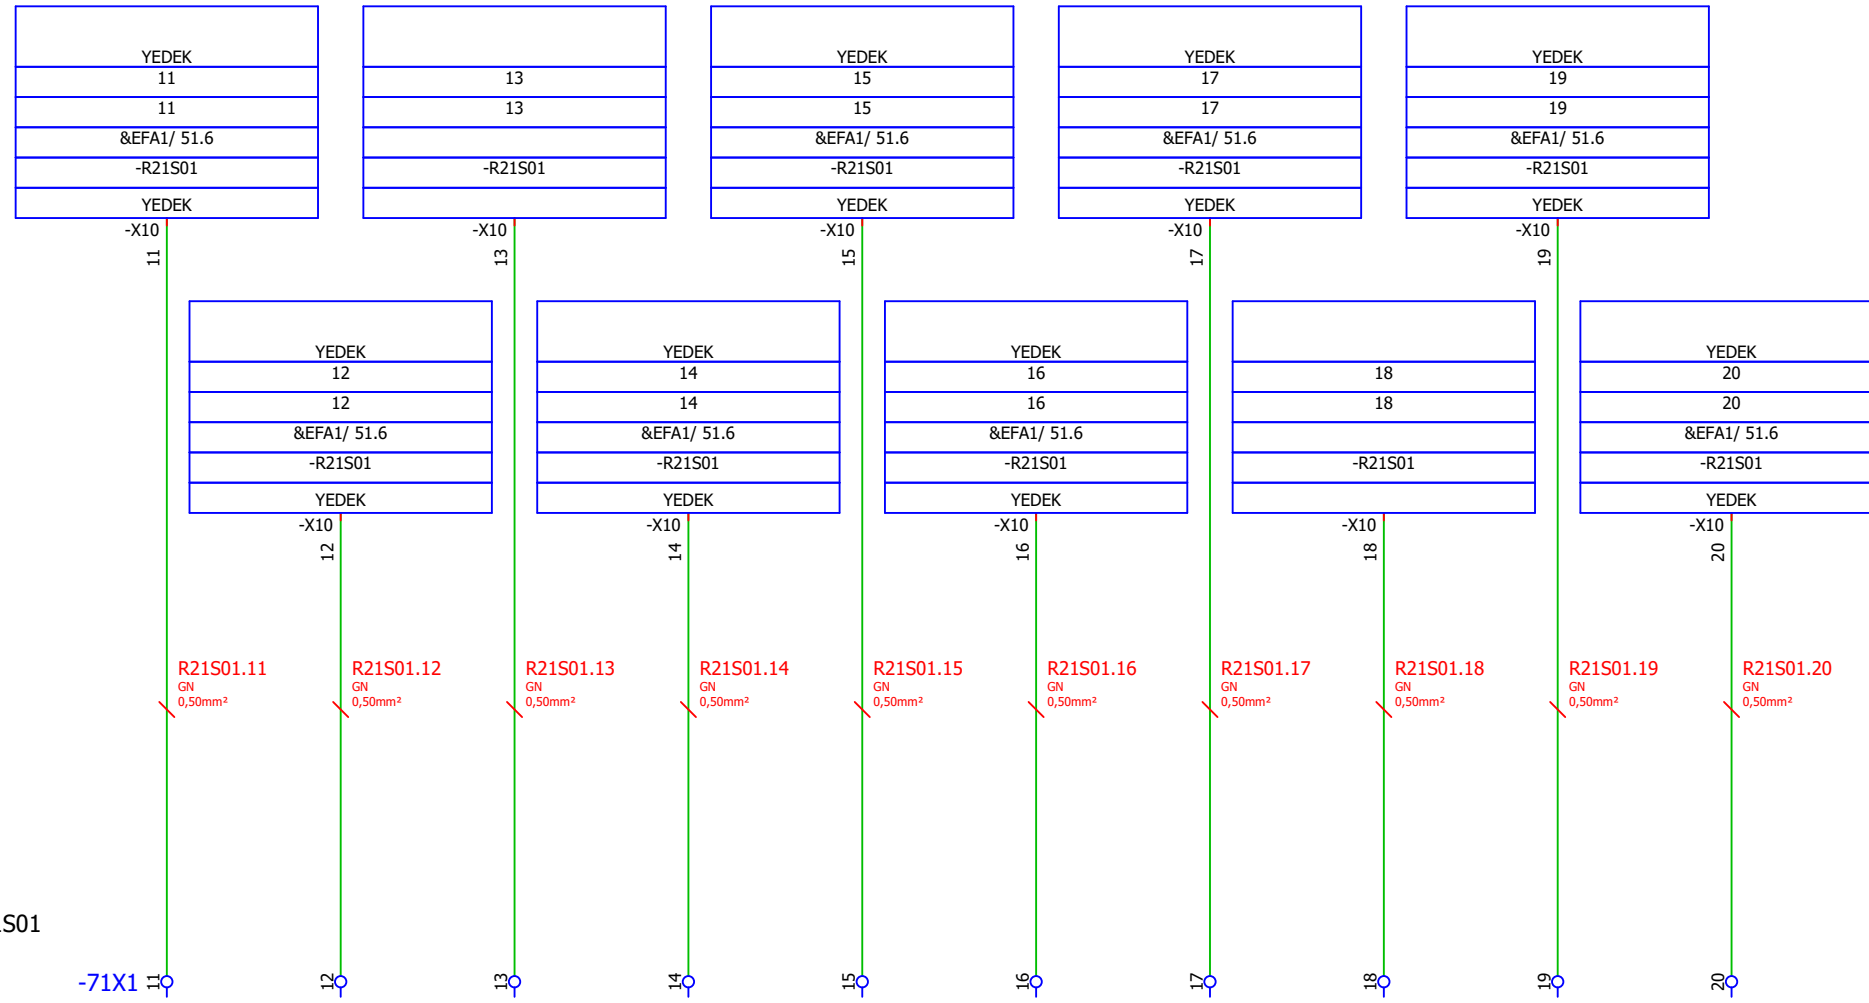 YEDEK
11
11
&EFA1/ 51.6
-R21S01
YEDEK
-X10
11
13
13
-R21S01
-X10
13
YEDEK
15
15
&EFA1/ 51.6
-R21S01
YEDEK
-X10
15
YEDEK
17
17
&EFA1/ 51.6
-R21S01
YEDEK
-X10
17
YEDEK
19
19
&EFA1/ 51.6
-R21S01
YEDEK
-X10
19
YEDEK
12
12
&EFA1/ 51.6
-R21S01
YEDEK
-X10
12
YEDEK
14
14
&EFA1/ 51.6
-R21S01
YEDEK
-X10
14
YEDEK
16
16
&EFA1/ 51.6
-R21S01
YEDEK
-X10
16
18
18
-R21S01
-X10
18
YEDEK
20
20
&EFA1/ 51.6
-R21S01
YEDEK
-X10
20
R21S01.11
GN
0,50mm²
R21S01.12
GN
0,50mm²
R21S01.13
GN
0,50mm²
R21S01.14
GN
0,50mm²
R21S01.15
GN
0,50mm²
R21S01.16
GN
0,50mm²
R21S01.17
GN
0,50mm²
R21S01.18
GN
0,50mm²
R21S01.19
GN
0,50mm²
R21S01.20
GN
0,50mm²
S01
-71X1
11
12
13
14
15
16
17
18
19
20